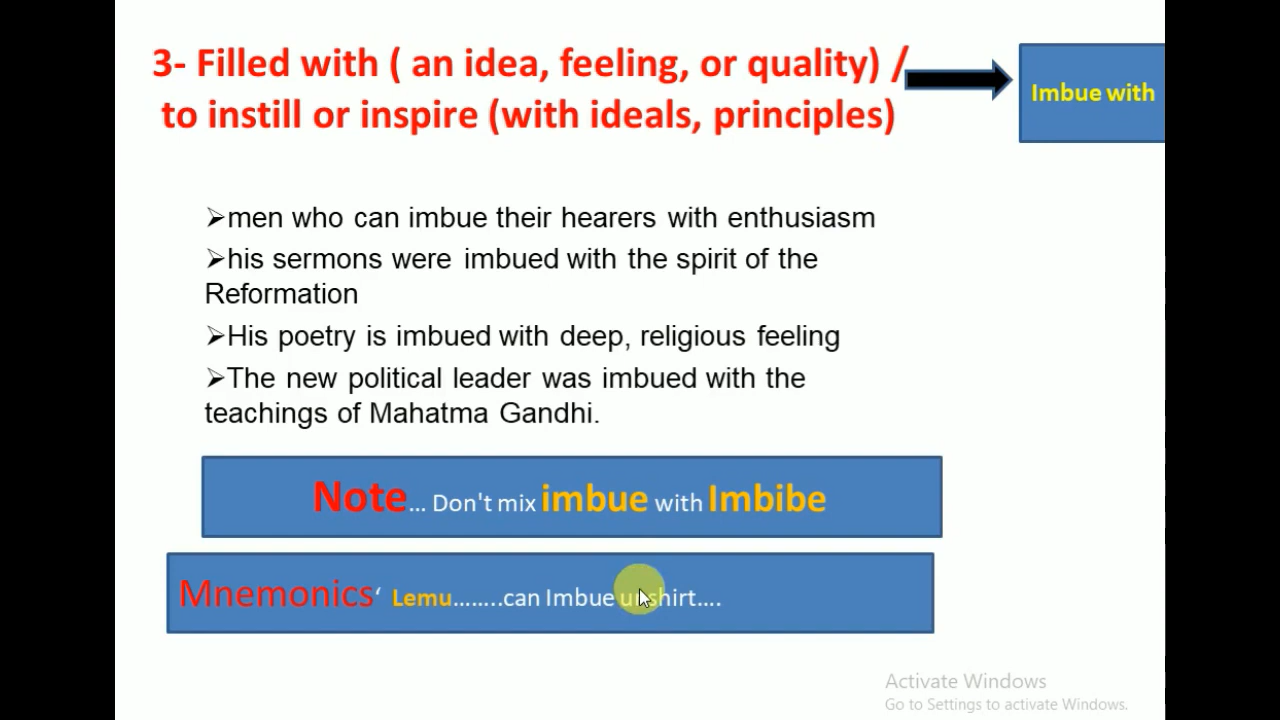 3- Filled with ( an idea, feeling, or quality) /
to instill or inspire (with ideals, principles)
Imbue with
➢men who can imbue their hearers with enthusiasm
➢his sermons were imbued with the spirit of the
Reformation
➢His poetry is imbued with deep, religious feeling
➢The new political leader was imbued with the
teachings of Mahatma Gandhi.
Note... Don't mix imbue with Imbibe
Mnemonics‘ Lemu........can Imbue shirt....
Activate Windows
Go to Settings to activate Windows.